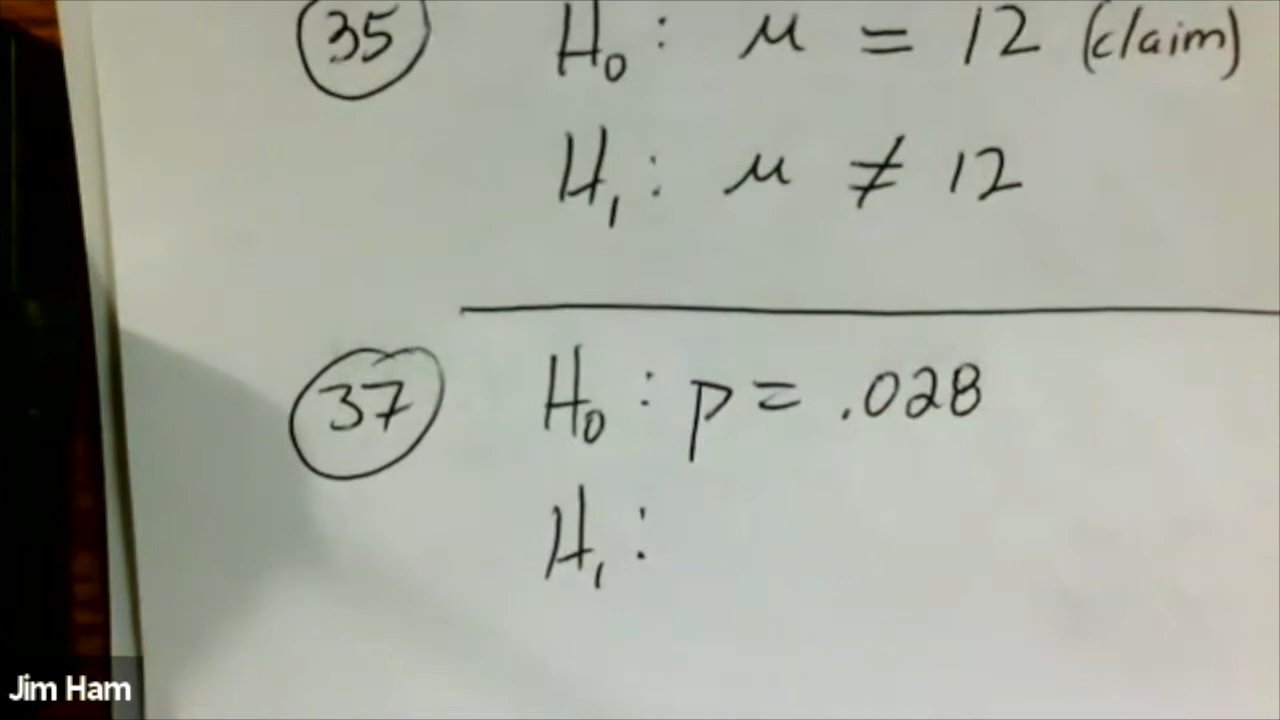 35 H₀: μ = 12 (claim)
H₁: μ ≠ 12
37 H₀: p = .028
H₁:
Jim Ham